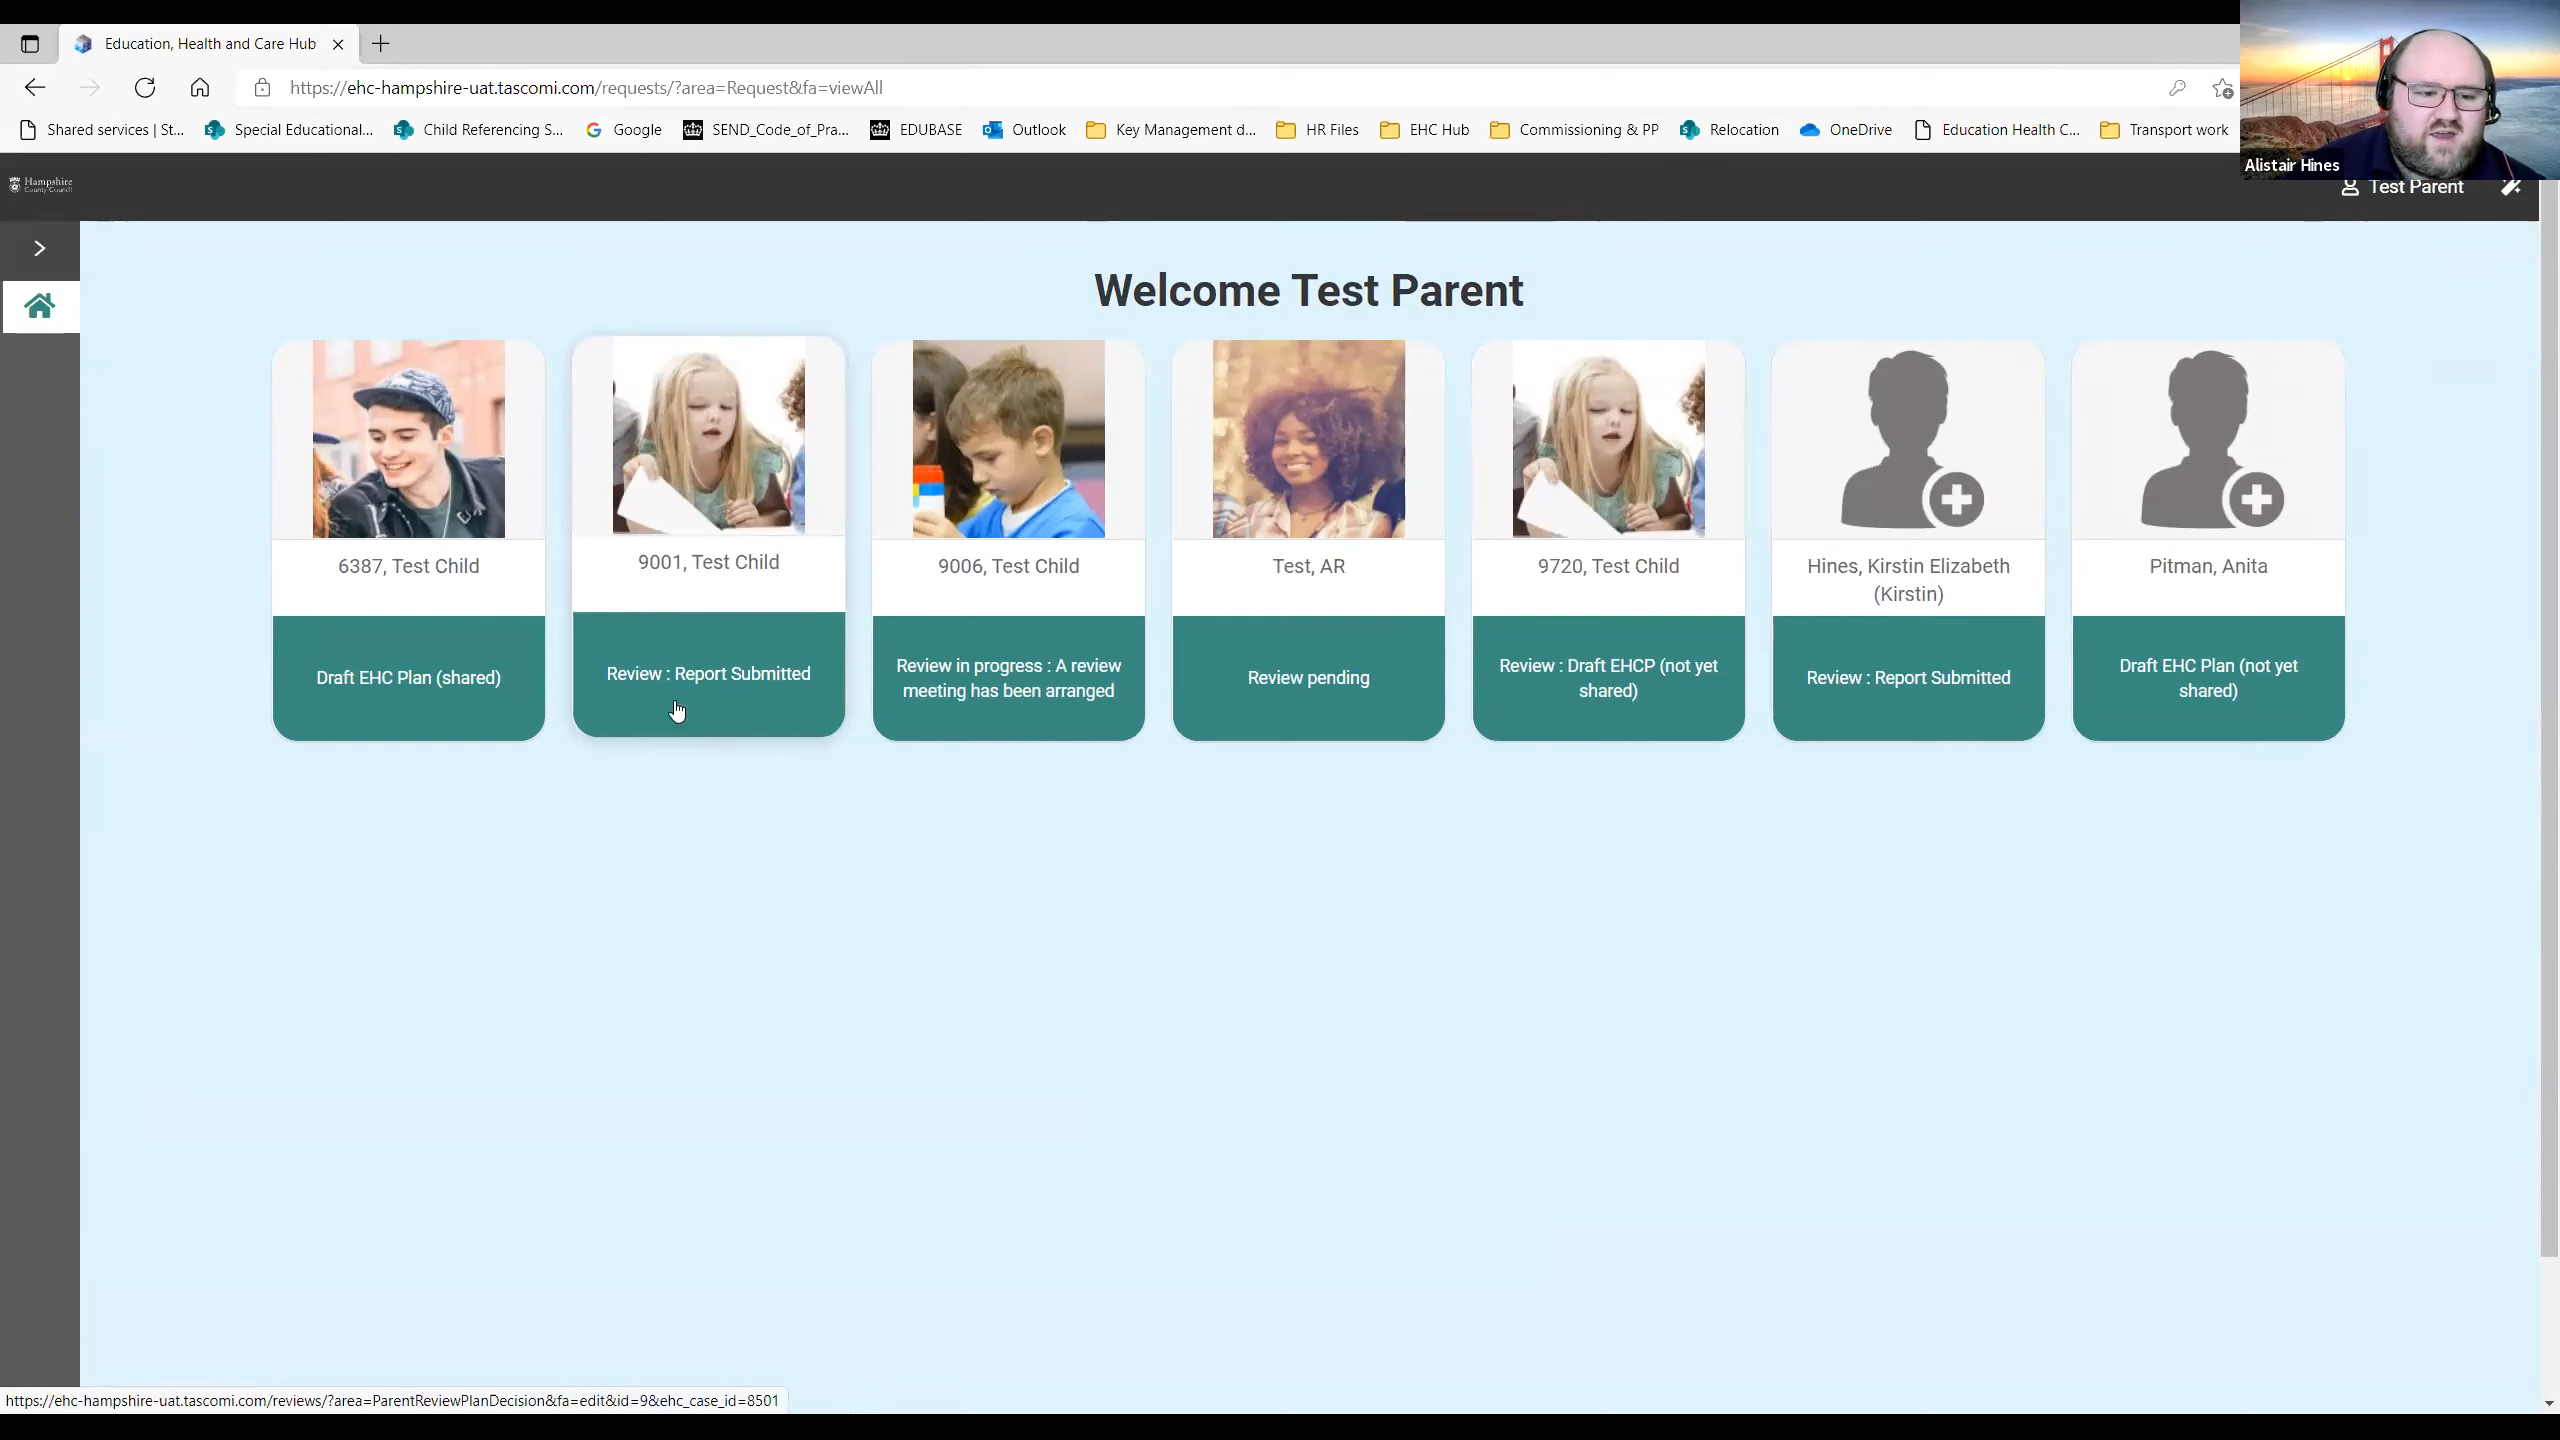 Education, Health and Care Hub
https://ehc-hampshire-uat.tascomi.com/requests/?area=Request&fa=viewAll
Shared services | St... Special Educational... Child Referencing S... Google SEND_Code_of_Pra... EDUBASE Outlook Key Management d... HR Files EHC Hub Commissioning & PP Relocation OneDrive Education Health C... Transport work
Alistair Hines
Hampshire
County Council
Test Parent
Welcome Test Parent
6387, Test Child
Draft EHC Plan (shared)
9001, Test Child
Review : Report Submitted
9006, Test Child
Review in progress : A review
meeting has been arranged
Test, AR
Review pending
9720, Test Child
Review : Draft EHCP (not yet
shared)
Hines, Kirstin Elizabeth
(Kirstin)
Review : Report Submitted
Pitman, Anita
Draft EHC Plan (not yet
shared)
https://ehc-hampshire-uat.tascomi.com/reviews/?area=ParentReviewPlanDecision&fa=edit&id=9&ehc_case_id=8501